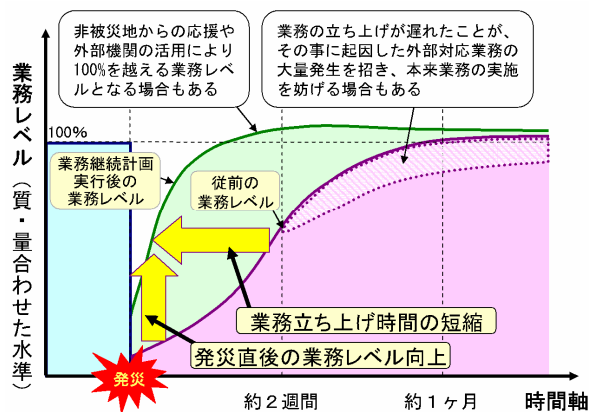 非被災地からの応援や
外部機関の活用により
100%を越える業務レベ
ルとなる場合もある
業務の立ち上げが遅れたことが、
その事に起因した外部対応業務の
大量発生を招き、本来業務の実施
を妨げる場合もある
業務レベル（質・量合わせた水準）
100%
業務継続計画
実行後の
業務レベル
従前の
業務レベル
業務立ち上げ時間の短縮
発災直後の業務レベル向上
発災
約２週間
約１ヶ月
時間軸